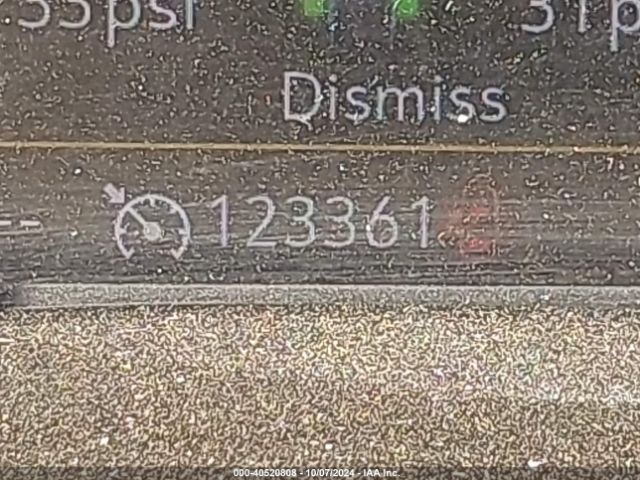 35psi 31p
Dismiss
--
123361
000-40520808 - 10/07/2024 - IAA Inc.